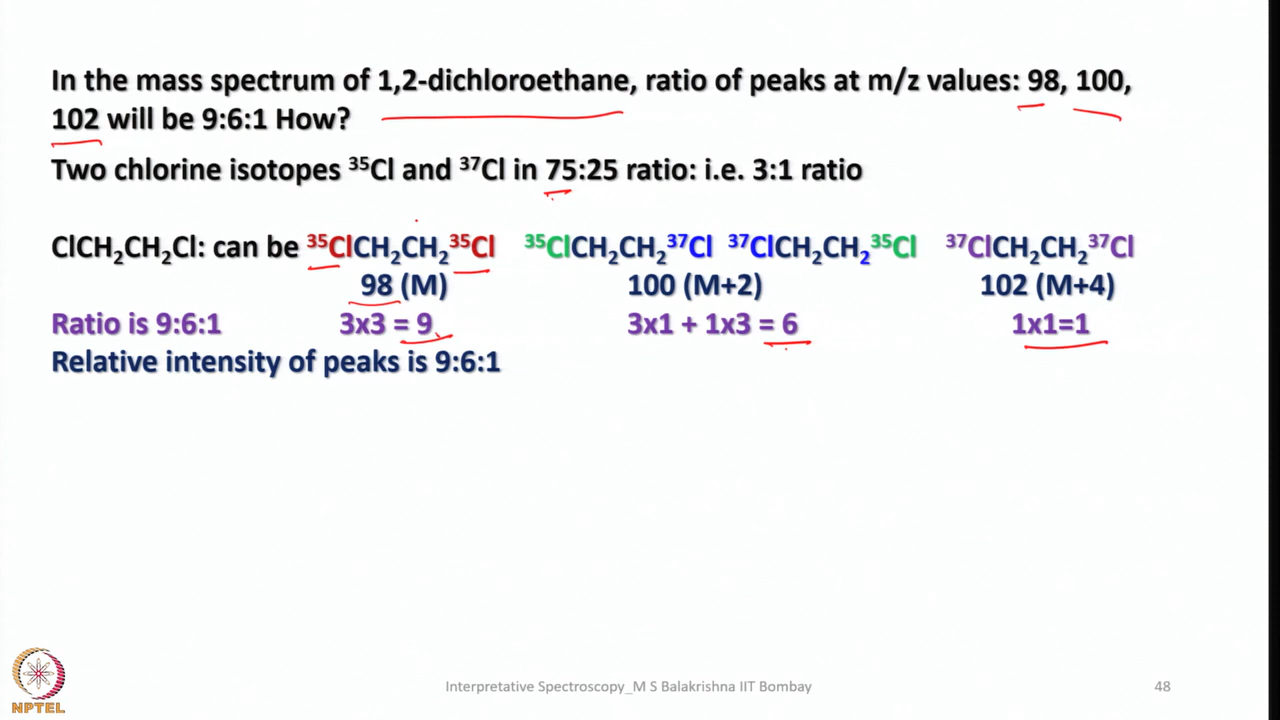 In the mass spectrum of 1,2-dichloroethane, ratio of peaks at m/z values: 98, 100,
102 will be 9:6:1 How?
Two chlorine isotopes ³⁵Cl and ³⁷Cl in 75:25 ratio: i.e. 3:1 ratio
ClCH₂CH₂Cl: can be ³⁵ClCH₂CH₂³⁵Cl ³⁵ClCH₂CH₂³⁷Cl ³⁷ClCH₂CH₂³⁵Cl ³⁷ClCH₂CH₂³⁷Cl
98 (M) 100 (M+2) 102 (M+4)
Ratio is 9:6:1 3x3 = 9 3x1 + 1x3 = 6 1x1=1
Relative intensity of peaks is 9:6:1
Interpretative Spectroscopy_M S Balakrishna IIT Bombay 48
NPTEL